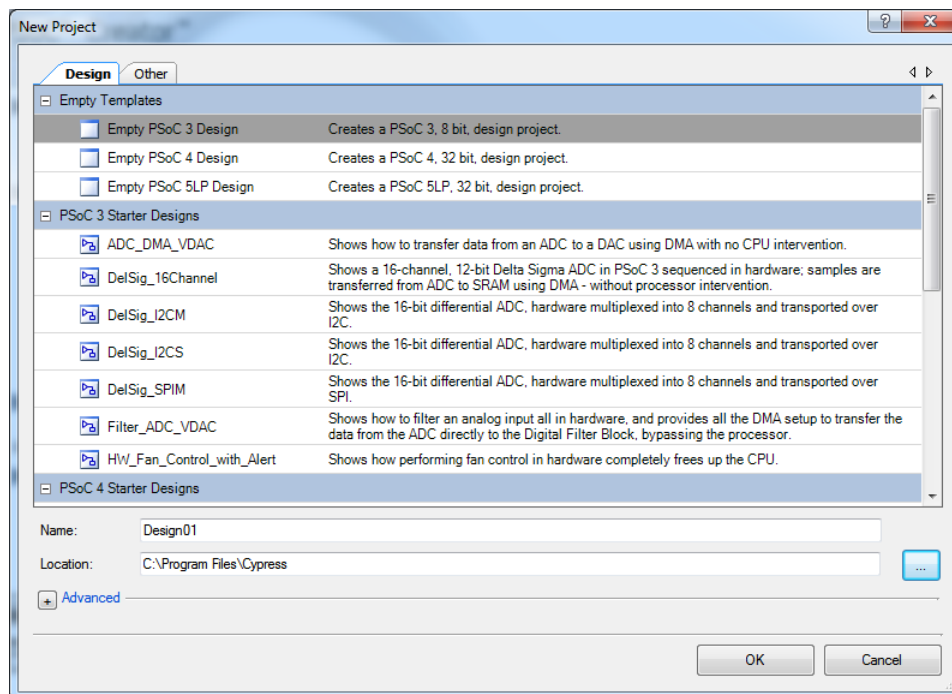 New Project
Design Other
Empty Templates
Empty PSoC 3 Design Creates a PSoC 3, 8 bit, design project.
Empty PSoC 4 Design Creates a PSoC 4, 32 bit, design project.
Empty PSoC 5LP Design Creates a PSoC 5LP, 32 bit, design project.
PSoC 3 Starter Designs
ADC_DMA_VDAC Shows how to transfer data from an ADC to a DAC using DMA with no CPU intervention.
DelSig_16Channel Shows a 16-channel, 12-bit Delta Sigma ADC in PSoC 3 sequenced in hardware; samples are
transferred from ADC to SRAM using DMA - without processor intervention.
DelSig_I2CM Shows the 16-bit differential ADC, hardware multiplexed into 8 channels and transported over
I2C.
DelSig_I2CS Shows the 16-bit differential ADC, hardware multiplexed into 8 channels and transported over
I2C.
DelSig_SPIM Shows the 16-bit differential ADC, hardware multiplexed into 8 channels and transported over
SPI.
Filter_ADC_VDAC Shows how to filter an analog input all in hardware, and provides all the DMA setup to transfer the
data from the ADC directly to the Digital Filter Block, bypassing the processor.
HW_Fan_Control_with_Alert Shows how performing fan control in hardware completely frees up the CPU.
PSoC 4 Starter Designs
Name: Design01
Location: C:\Program Files\Cypress ...
Advanced
OK Cancel